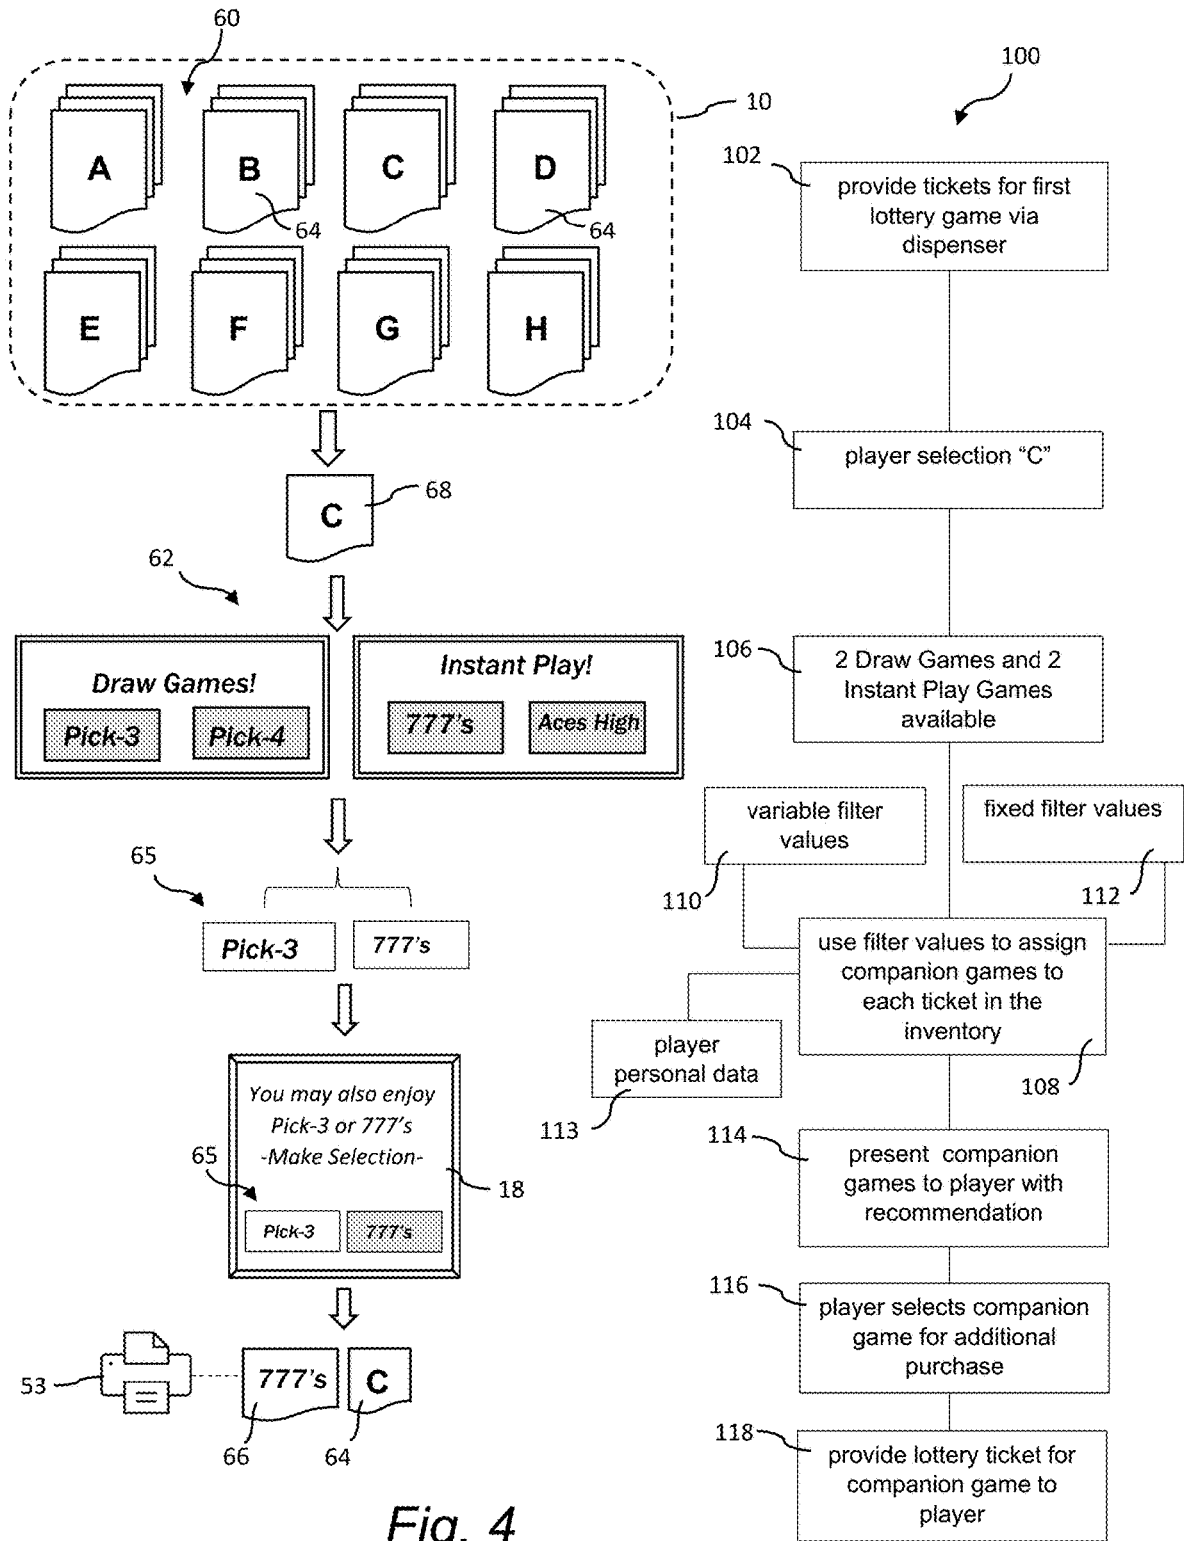 60
10
A
B
C
D
64
64
E
F
G
H
C
68
62
Draw Games!
Pick-3
Pick-4
Instant Play!
777's
Aces High
65
Pick-3
777's
You may also enjoy
Pick-3 or 777's
-Make Selection-
65
18
Pick-3
777's
53
777's
C
66
64
100
102
provide tickets for first
lottery game via
dispenser
104
player selection “C”
106
2 Draw Games and 2
Instant Play Games
available
variable filter
values
110
fixed filter values
112
use filter values to assign
companion games to
each ticket in the
inventory
108
player
personal data
113
114
present companion
games to player with
recommendation
116
player selects companion
game for additional
purchase
118
provide lottery ticket for
companion game to
player
Fig. 4